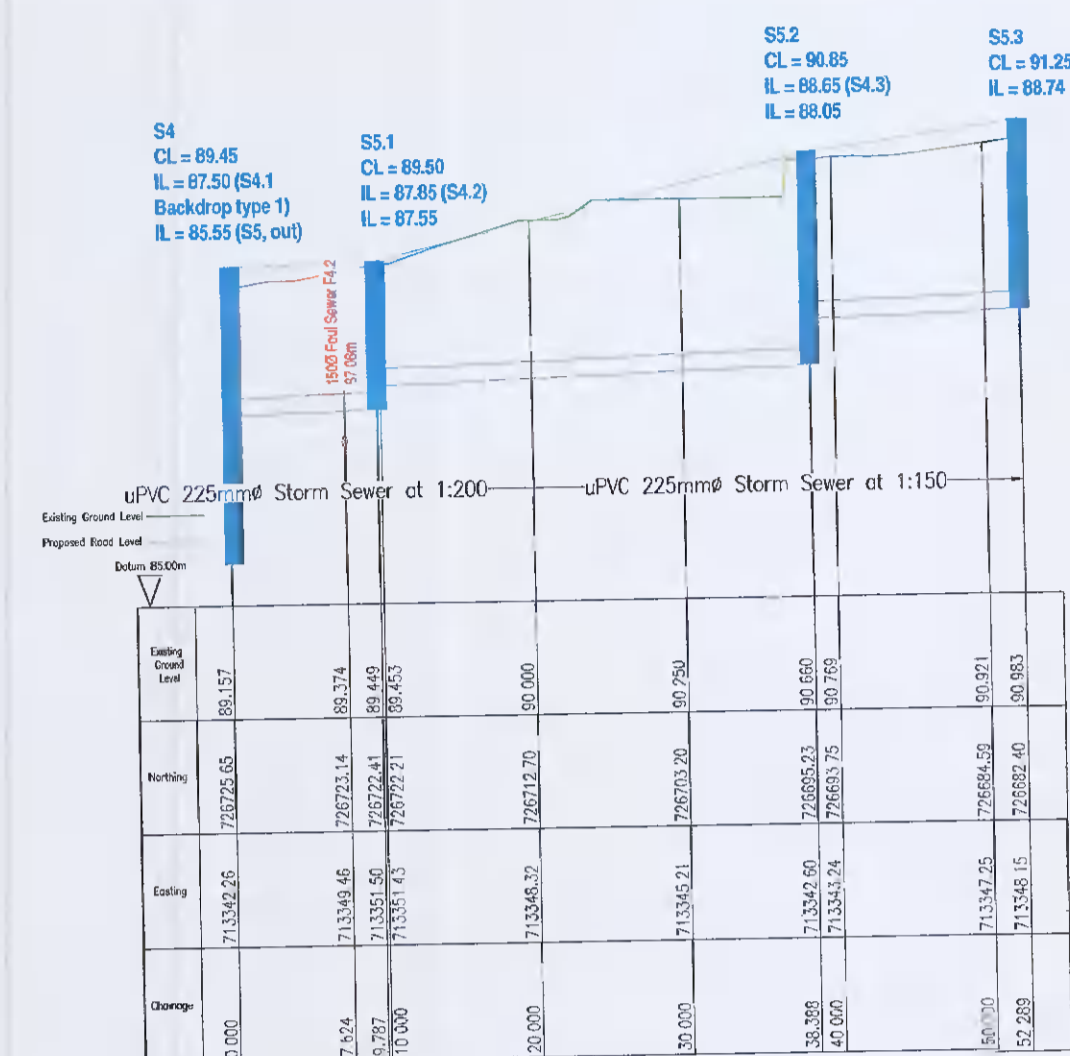 S5.2
CL = 90.85
IL = 88.65 (S4.3)
IL = 88.05
S5.3
CL = 91.25
IL = 88.74
S4
CL = 89.45
IL = 87.50 (S4.1
Backdrop type 1)
IL = 85.55 (S5, out)
S5.1
CL = 89.50
IL = 87.85 (S4.2)
IL = 87.55
150Ø Foul Sewer F4.2
uPVC 225mmø Storm Sewer at 1:200
uPVC 225mmø Storm Sewer at 1:150
Existing Ground Level
Proposed Road Level
Datum 85.00m
Existing
Ground
Level
89.157
89.374
89.449
89.453
90 000
90 250
90 660
90 769
90.921
90 983
Northing
726725 65
726723.14
726722.41
726722.21
726712 70
726703 20
726695.23
726693 75
726684.59
726682 40
Easting
713342 26
713349.46
713351 50
713351 43
713348.32
713345 21
713342 60
713343.24
713347.25
713348 15
Chainage
0 000
7.624
9.787
10 000
20 000
30 000
38.388
40 000
50 000
52 289